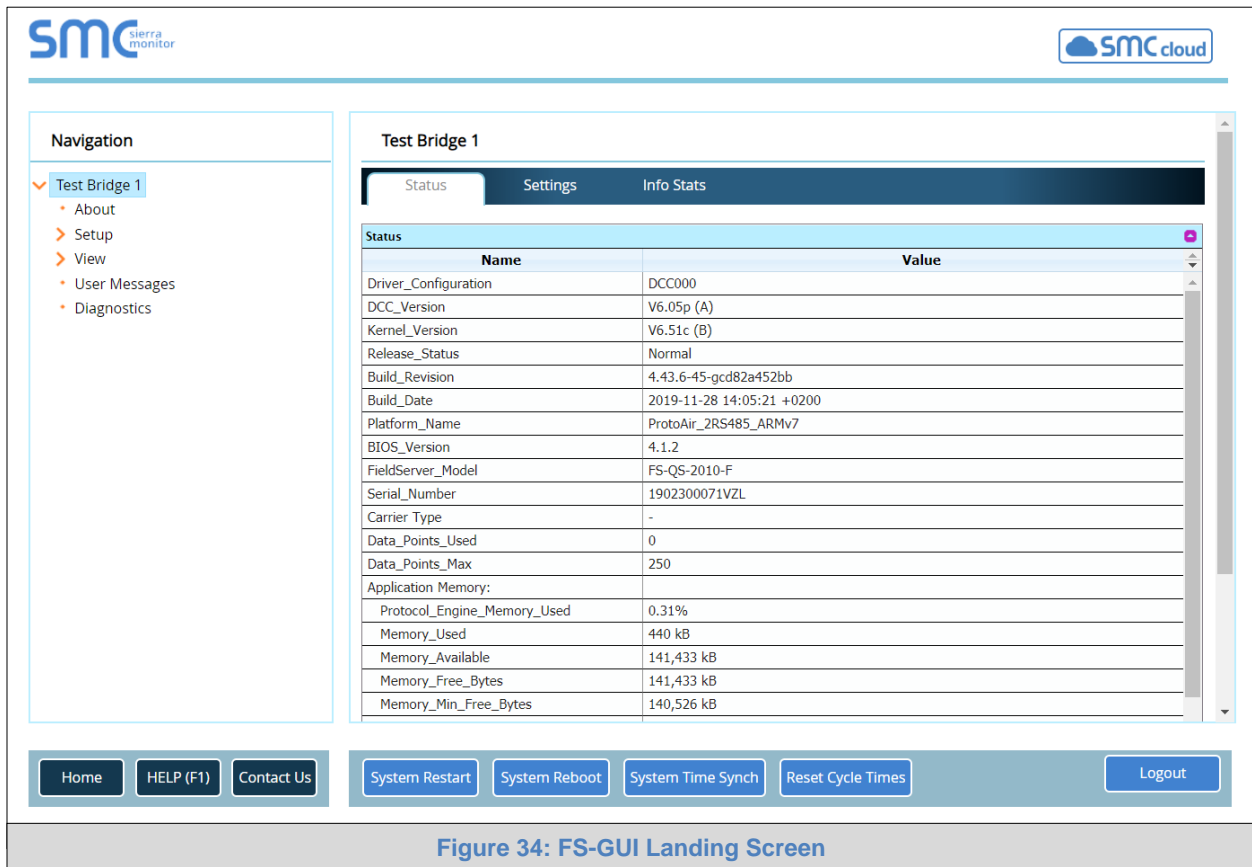 SMC sierra monitor
SMC cloud
Navigation
Test Bridge 1
About
Setup
View
User Messages
Diagnostics
Test Bridge 1
Status Settings Info Stats
Status
Name Value
Driver_Configuration DCC000
DCC_Version V6.05p (A)
Kernel_Version V6.51c (B)
Release_Status Normal
Build_Revision 4.43.6-45-gcd82a452bb
Build_Date 2019-11-28 14:05:21 +0200
Platform_Name ProtoAir_2RS485_ARMv7
BIOS_Version 4.1.2
FieldServer_Model FS-QS-2010-F
Serial_Number 1902300071VZL
Carrier Type -
Data_Points_Used 0
Data_Points_Max 250
Application Memory:
Protocol_Engine_Memory_Used 0.31%
Memory_Used 440 kB
Memory_Available 141,433 kB
Memory_Free_Bytes 141,433 kB
Memory_Min_Free_Bytes 140,526 kB
Home HELP (F1) Contact Us System Restart System Reboot System Time Synch Reset Cycle Times Logout
Figure 34: FS-GUI Landing Screen